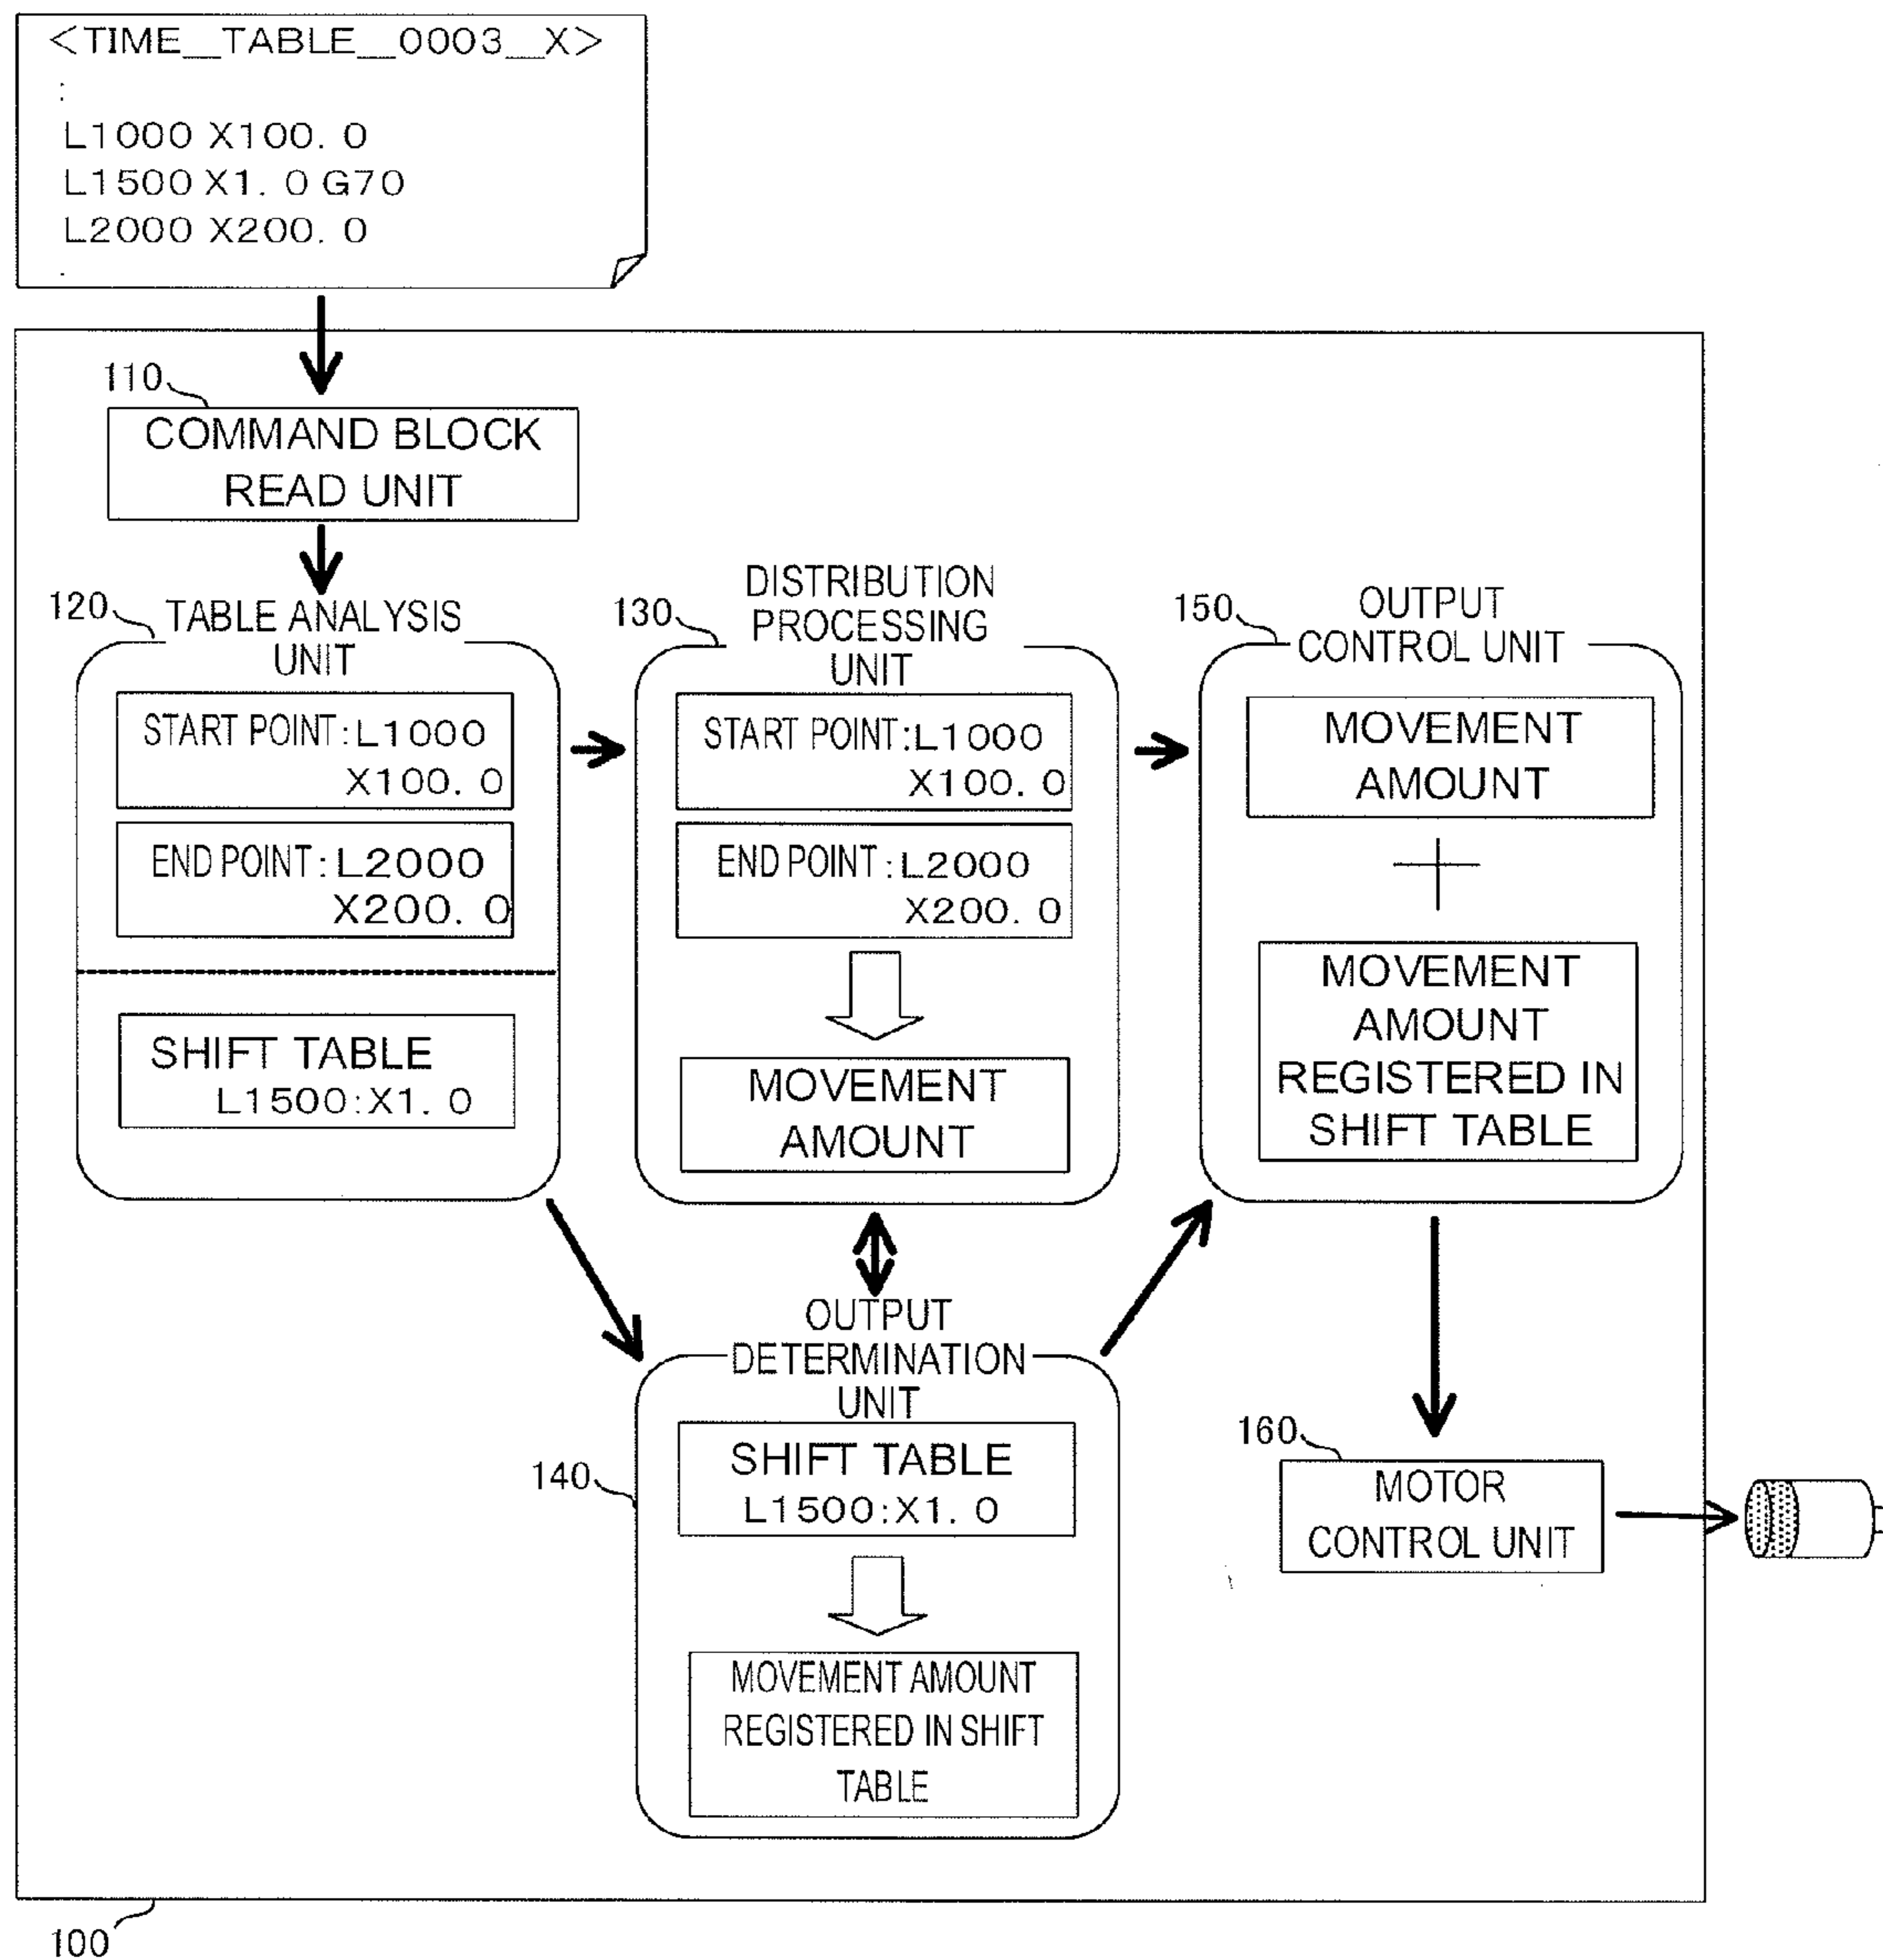 <TIME__TABLE__0003__X>
:
L1000 X100. 0
L1500 X1. 0 G70
L2000 X200. 0
.
110
COMMAND BLOCK
READ UNIT
120
TABLE ANALYSIS
UNIT
START POINT:L1000
X100. 0
END POINT:L2000
X200. 0
SHIFT TABLE
L1500:X1. 0
130
DISTRIBUTION
PROCESSING
UNIT
START POINT:L1000
X100. 0
END POINT:L2000
X200. 0
MOVEMENT
AMOUNT
150
OUTPUT
CONTROL UNIT
MOVEMENT
AMOUNT
+
MOVEMENT
AMOUNT
REGISTERED IN
SHIFT TABLE
140
OUTPUT
DETERMINATION
UNIT
SHIFT TABLE
L1500:X1. 0
MOVEMENT AMOUNT
REGISTERED IN SHIFT
TABLE
160
MOTOR
CONTROL UNIT
100